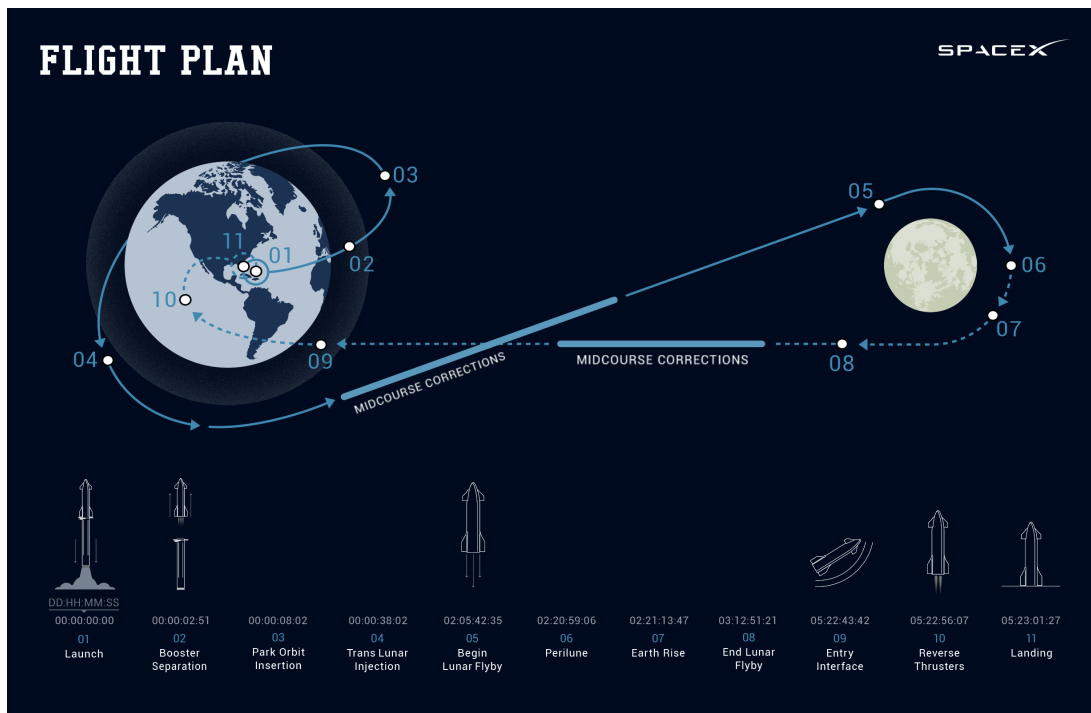 FLIGHT PLAN
SPACEX
03
05
11
01
02
06
10
07
04
09
08
MIDCOURSE CORRECTIONS
MIDCOURSE CORRECTIONS
DD:HH:MM:SS
00:00:00:00
01
Launch
00:00:02:51
02
Booster
Separation
00:00:08:02
03
Park Orbit
Insertion
00:00:38:02
04
Trans Lunar
Injection
02:05:42:35
05
Begin
Lunar Flyby
02:20:59:06
06
Perilune
02:21:13:47
07
Earth Rise
03:12:51:21
08
End Lunar
Flyby
05:22:43:42
09
Entry
Interface
05:22:56:07
10
Reverse
Thrusters
05:23:01:27
11
Landing